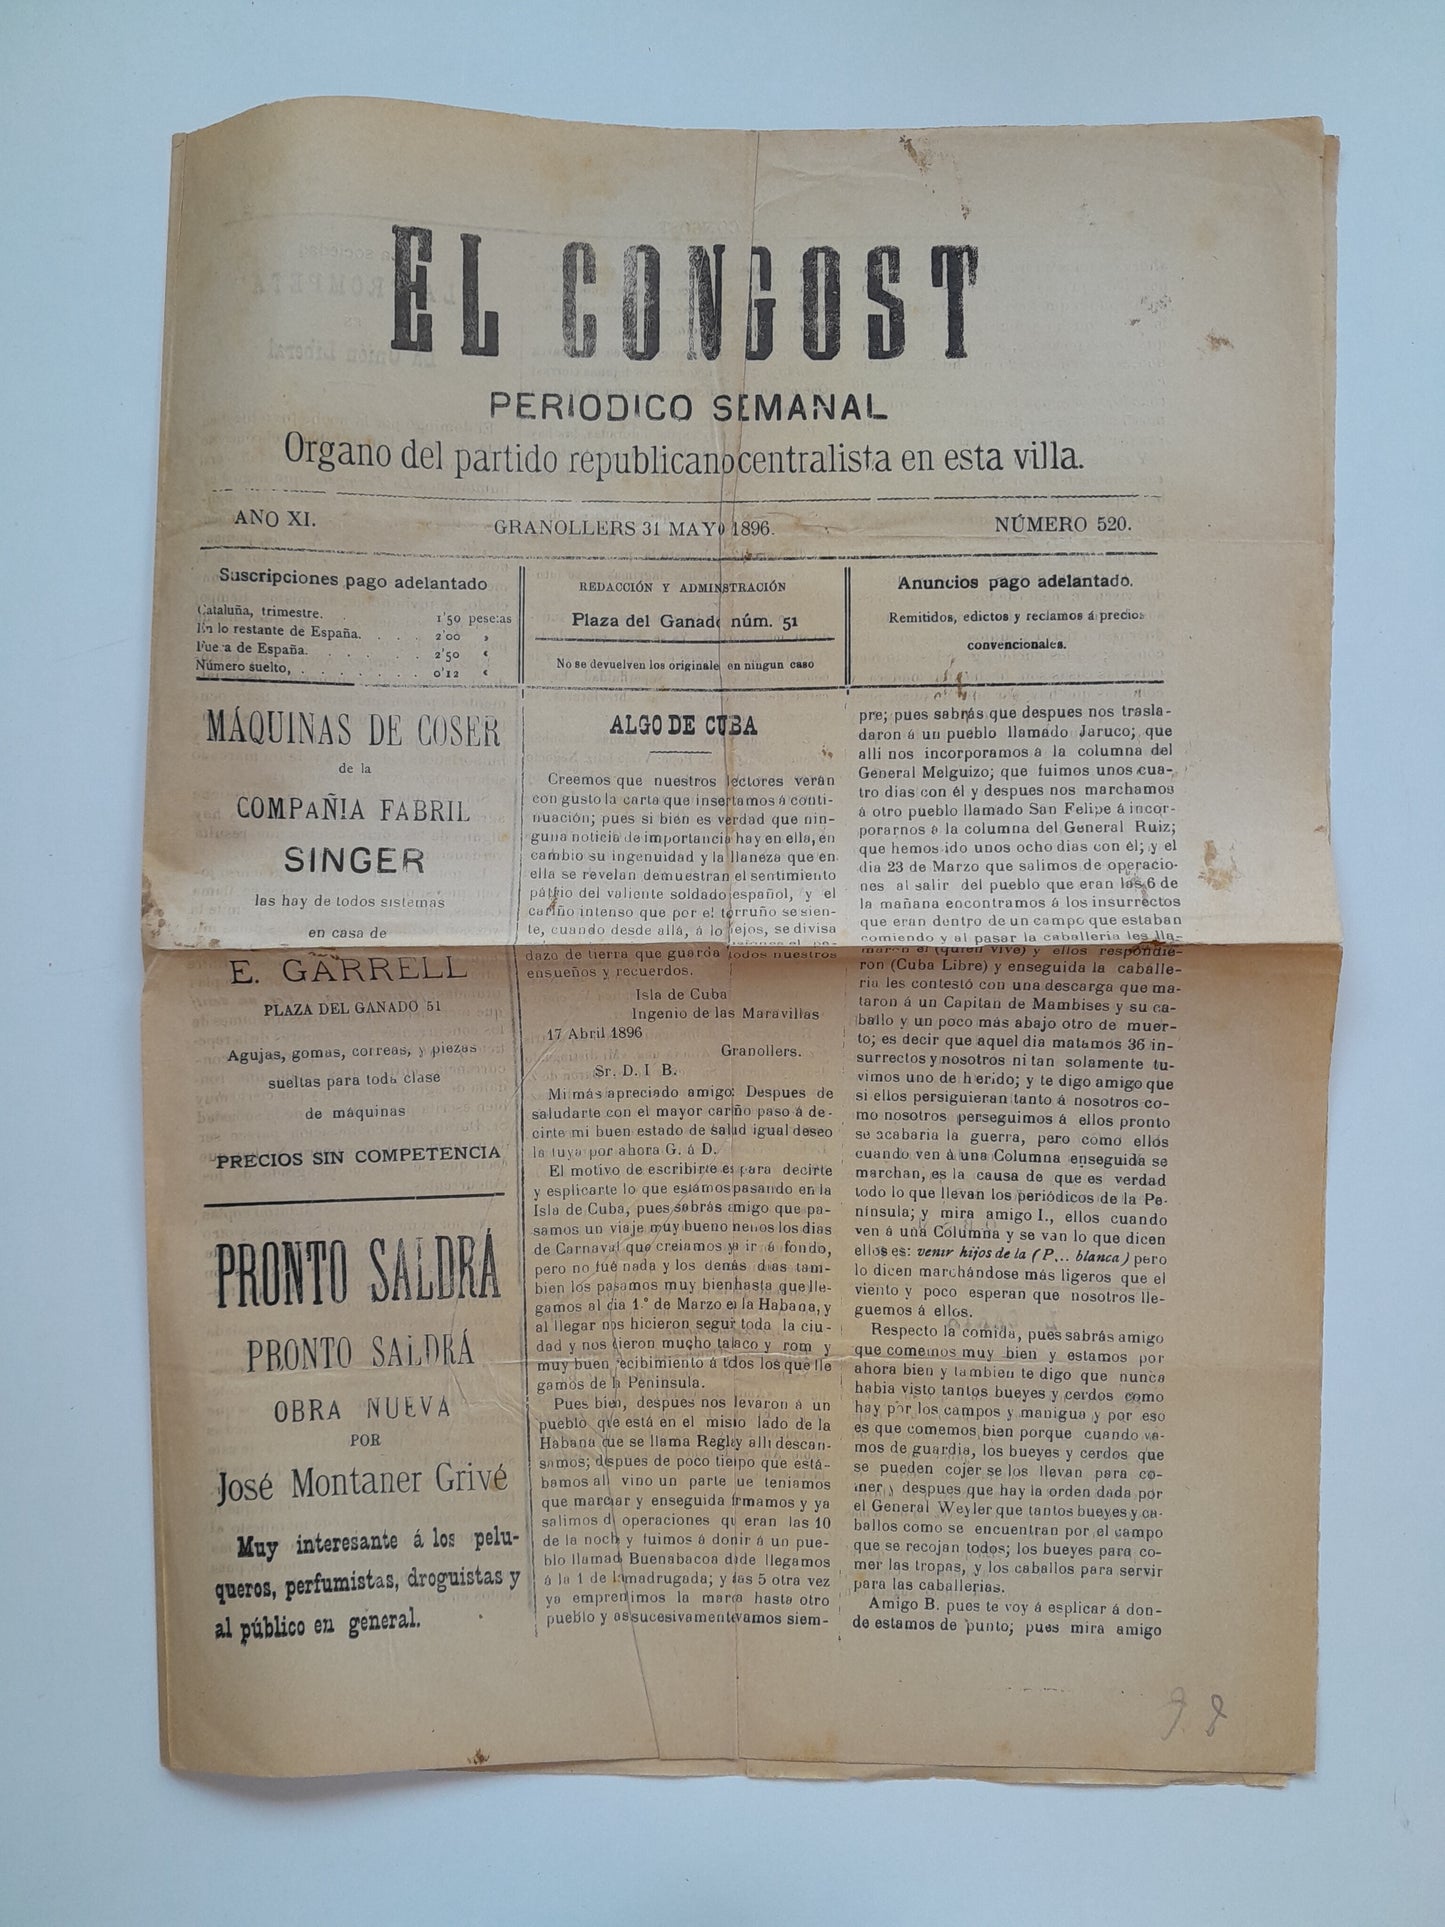 EL CONGOST
PERIODICO SEMANAL
Organo del partido republicano centralista en esta villa.
AÑO XI.
GRANOLLERS 31 MAYO 1896.
NÚMERO 520.
Suscripciones pago adelantado
Cataluña, trimestre. . 1'50 pesetas
En lo restante de España. . . . 2'00 »
Fuera de España. . . . . . 2'50 «
Número suelto, . . . . . . . 0'12 «
REDACCIÓN Y ADMINSTRACIÓN
Plaza del Ganado núm. 51
No se devuelven los originale en ningun caso
Anuncios pago adelantado.
Remitidos, edictos y reclamos á precios
convencionales.
MÁQUINAS DE COSER
de la
COMPAÑIA FABRIL
SINGER
las hay de todos sistemas
en casa de
E. GARRELL
PLAZA DEL GANADO 51
Agujas, gomas, correas, y piezas
sueltas para toda clase
de máquinas
PRECIOS SIN COMPETENCIA
PRONTO SALDRÁ
PRONTO SALDRÁ
OBRA NUEVA
POR
José Montaner Grivé
Muy interesante á los pelu-
queros, perfumistas, droguistas y
al público en general.
ALGO DE CUBA
Creemos que nuestros lectores verán
con gusto la carta que insertamos á conti-
nuación; pues si bien es verdad que nin-
guna noticia de importancia hay en ella, en
cambio su ingenuidad y la llaneza que en
ella se revelan demuestran el sentimiento
pátrio del valiente soldado español, y el
cariño intenso que por el terruño se sien-
te, cuando desde allá, á lo lejos, se divisa
dazo de tierra que guarda todos nuestros
ensueños y recuerdos.
Isla de Cuba
Ingenio de las Maravillas
17 Abril 1896
Granollers.
Sr. D. I B.
Mi más apreciado amigo: Despues de
saludarte con el mayor cariño paso á de-
cirte mi buen estado de salud igual deseo
la tuya por ahora G. á D.
El motivo de escribirte es para decirte
y esplicarte lo que estámos pasando en la
Isla de Cuba, pues sabrás amigo que pa-
samos un viaje muy bueno menos los dias
de Carnaval que creiamos ya ir á fondo,
pero no fué nada y los demás dias tam-
bien los pasamos muy bien hasta que lle-
gamos al dia 1.º de Marzo en la Habana, y
al llegar nos hicieron seguir toda la ciu-
dad y nos dieron mucho tabaco y rom y
muy buen recibimiento á todos los que lle
gamos de la Peninsula.
Pues bien, despues nos levaron á un
pueblo que está en el mismo lado de la
Habana que se llama Regla y alli descan-
samos; despues de poco tiempo que está-
bamos alli vino un parte que teniamos
que marchar y enseguida firmamos y ya
salimos de operaciones que eran las 10
de la noche y fuimos á dormir á un pue-
blo llamado Buenabacoa donde llegamos
á la 1 de la madrugada; y á las 5 otra vez
ya emprendimos la marcha hasta otro
pueblo y así sucesivamente vamos siem-
pre; pues sabrás que despues nos trasla-
daron á un pueblo llamado Jaruco; que
alli nos incorporamos á la columna del
General Melguizo; que fuimos unos cua-
tro dias con él y despues nos marchamos
á otro pueblo llamado San Felipe á incor-
porarnos á la columna del General Ruiz;
que hemos ido unos ocho dias con él; y el
dia 23 de Marzo que salimos de operacio-
nes al salir del pueblo que eran las 6 de
la mañana encontramos á los insurrectos
que eran dentro de un campo que estaban
comiendo y al pasar la caballeria les lla-
maron el (quien vive) y ellos respondie-
ron (Cuba Libre) y enseguida la caballe-
ria les contestó con una descarga que ma-
taron á un Capitan de Mambises y su ca-
ballo y un poco más abajo otro de muer-
to; es decir que aquel dia matamos 36 in-
surrectos y nosotros ni tan solamente tu-
vimos uno de herido; y te digo amigo que
si ellos persiguieran tanto á nosotros co-
mo nosotros perseguimos á ellos pronto
se acabaria la guerra, pero como ellos
cuando ven á una Columna enseguida se
marchan, es la causa de que es verdad
todo lo que llevan los periódicos de la Pe-
nínsula; y mira amigo I., ellos cuando
ven á una Columna y se van lo que dicen
ellos es: venir hijos de la (P... blanca) pero
lo dicen marchándose más ligeros que el
viento y poco esperan que nosotros lle-
guemos á ellos.
Respecto la comida, pues sabrás amigo
que comemos muy bien y estamos por
ahora bien y tambien te digo que nunca
habia visto tantos bueyes y cerdos como
hay por los campos y manigua y por eso
es que comemos bien porque cuando va-
mos de guardia, los bueyes y cerdos que
se pueden cojer se los llevan para co-
mer y despues que hay la orden dada por
el General Weyler que tantos bueyes y ca-
ballos como se encuentran por el campo
que se recojan todos; los bueyes para co-
mer las tropas, y los caballos para servir
para las caballerias.
Amigo B. pues te voy á esplicar á don-
de estamos de punto; pues mira amigo